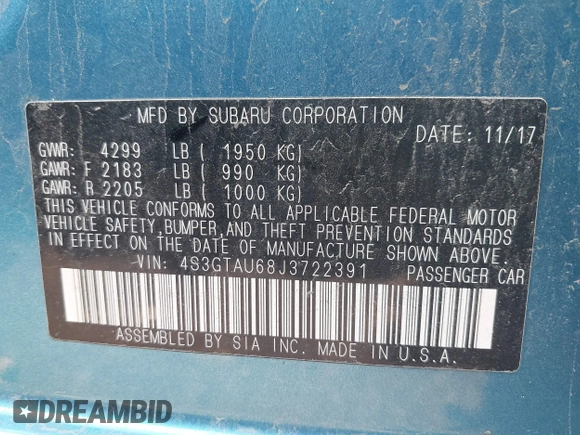 MFD BY SUBARU CORPORATION
DATE: 11/17
GVWR: 4299 LB ( 1950 KG)
GAWR: F 2183 LB ( 990 KG)
GAWR: R 2205 LB ( 1000 KG)
THIS VEHICLE CONFORMS TO ALL APPLICABLE FEDERAL MOTOR
VEHICLE SAFETY, BUMPER, AND THEFT PREVENTION STANDARDS
IN EFFECT ON THE DATE OF MANUFACTURE SHOWN ABOVE.
VIN: 4S3GTAU68J3722391 PASSENGER CAR
ASSEMBLED BY SIA INC. MADE IN U.S.A.
DREAMBID